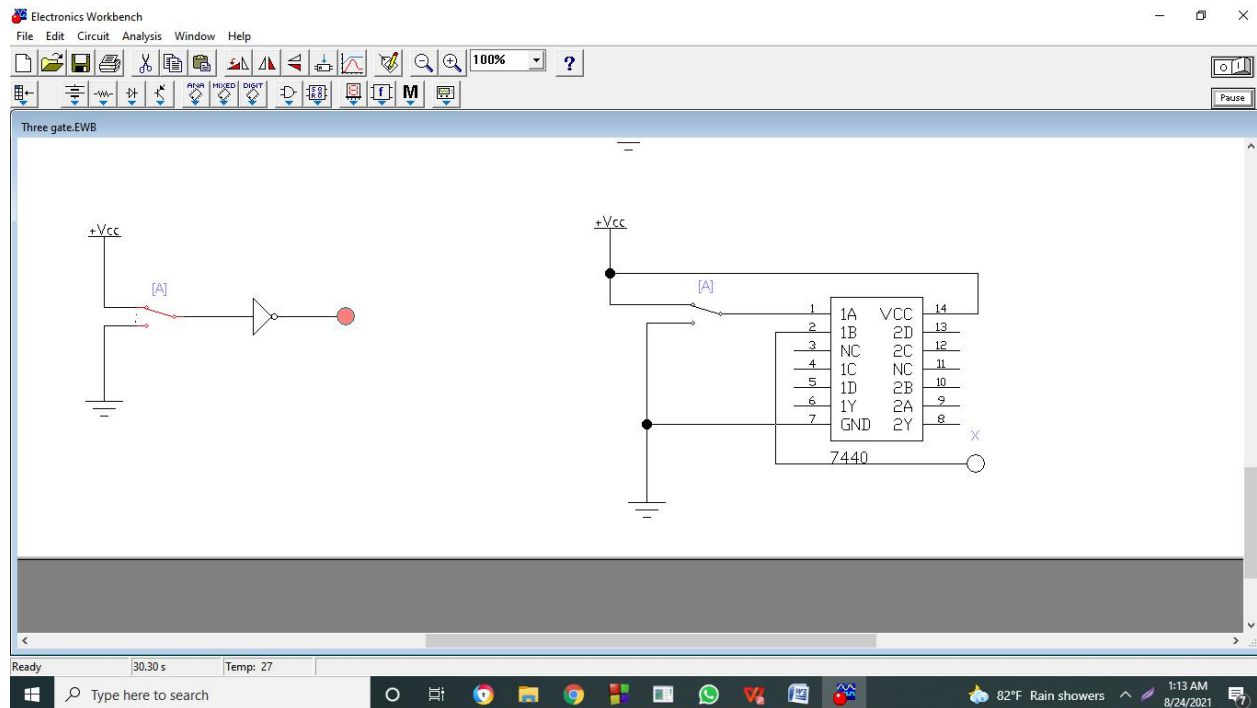 Electronics Workbench
File Edit Circuit Analysis Window Help
100%
?
ANA MIXED DIGIT
M
Pause
Three gate.EWB
+Vcc
[A]
+Vcc
[A]
1 1A VCC 14
2 1B 2D 13
3 NC 2C 12
4 1C NC 11
5 1D 2B 10
6 1Y 2A 9
7 GND 2Y 8
X
7440
Ready 30.30 s Temp: 27
Type here to search
82°F Rain showers
1:13 AM
8/24/2021